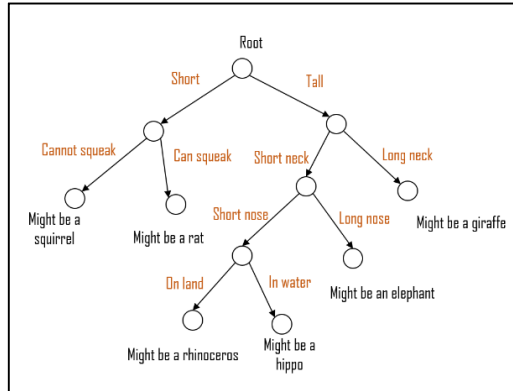 Root
Short
Tall
Cannot squeak
Can squeak
Short neck
Long neck
Might be a
squirrel
Might be a rat
Short nose
Long nose
Might be a giraffe
On land
In water
Might be an elephant
Might be a rhinoceros
Might be a
hippo